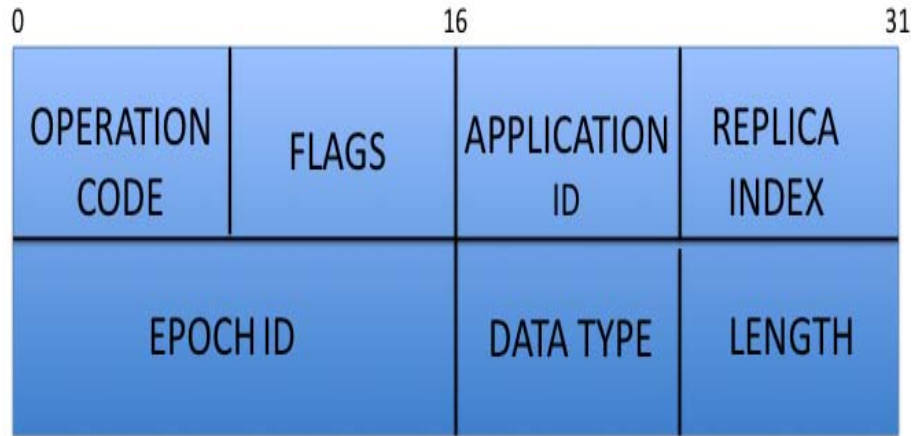 0 16 31
OPERATION
CODE
FLAGS
APPLICATION
ID
REPLICA
INDEX
EPOCH ID
DATA TYPE
LENGTH